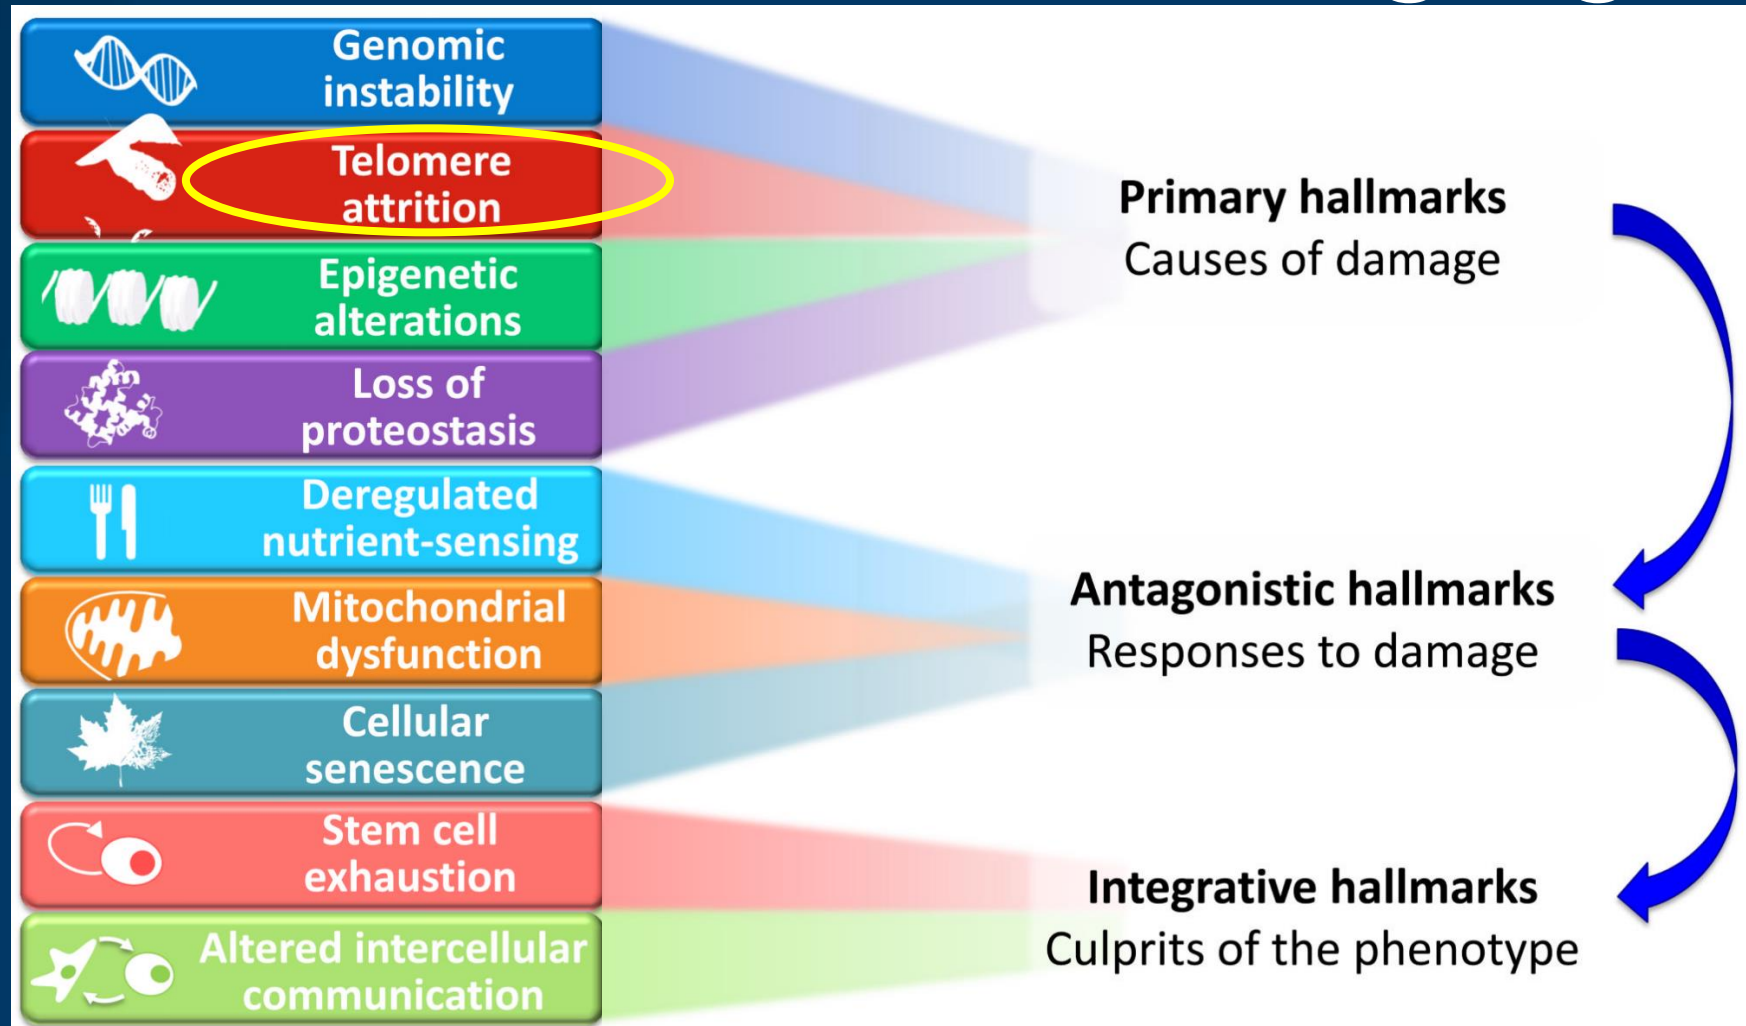 Genomic
instability
Telomere
attrition
Epigenetic
alterations
Loss of
proteostasis
Deregulated
nutrient-sensing
Mitochondrial
dysfunction
Cellular
senescence
Stem cell
exhaustion
Altered intercellular
communication
Primary hallmarks
Causes of damage
Antagonistic hallmarks
Responses to damage
Integrative hallmarks
Culprits of the phenotype